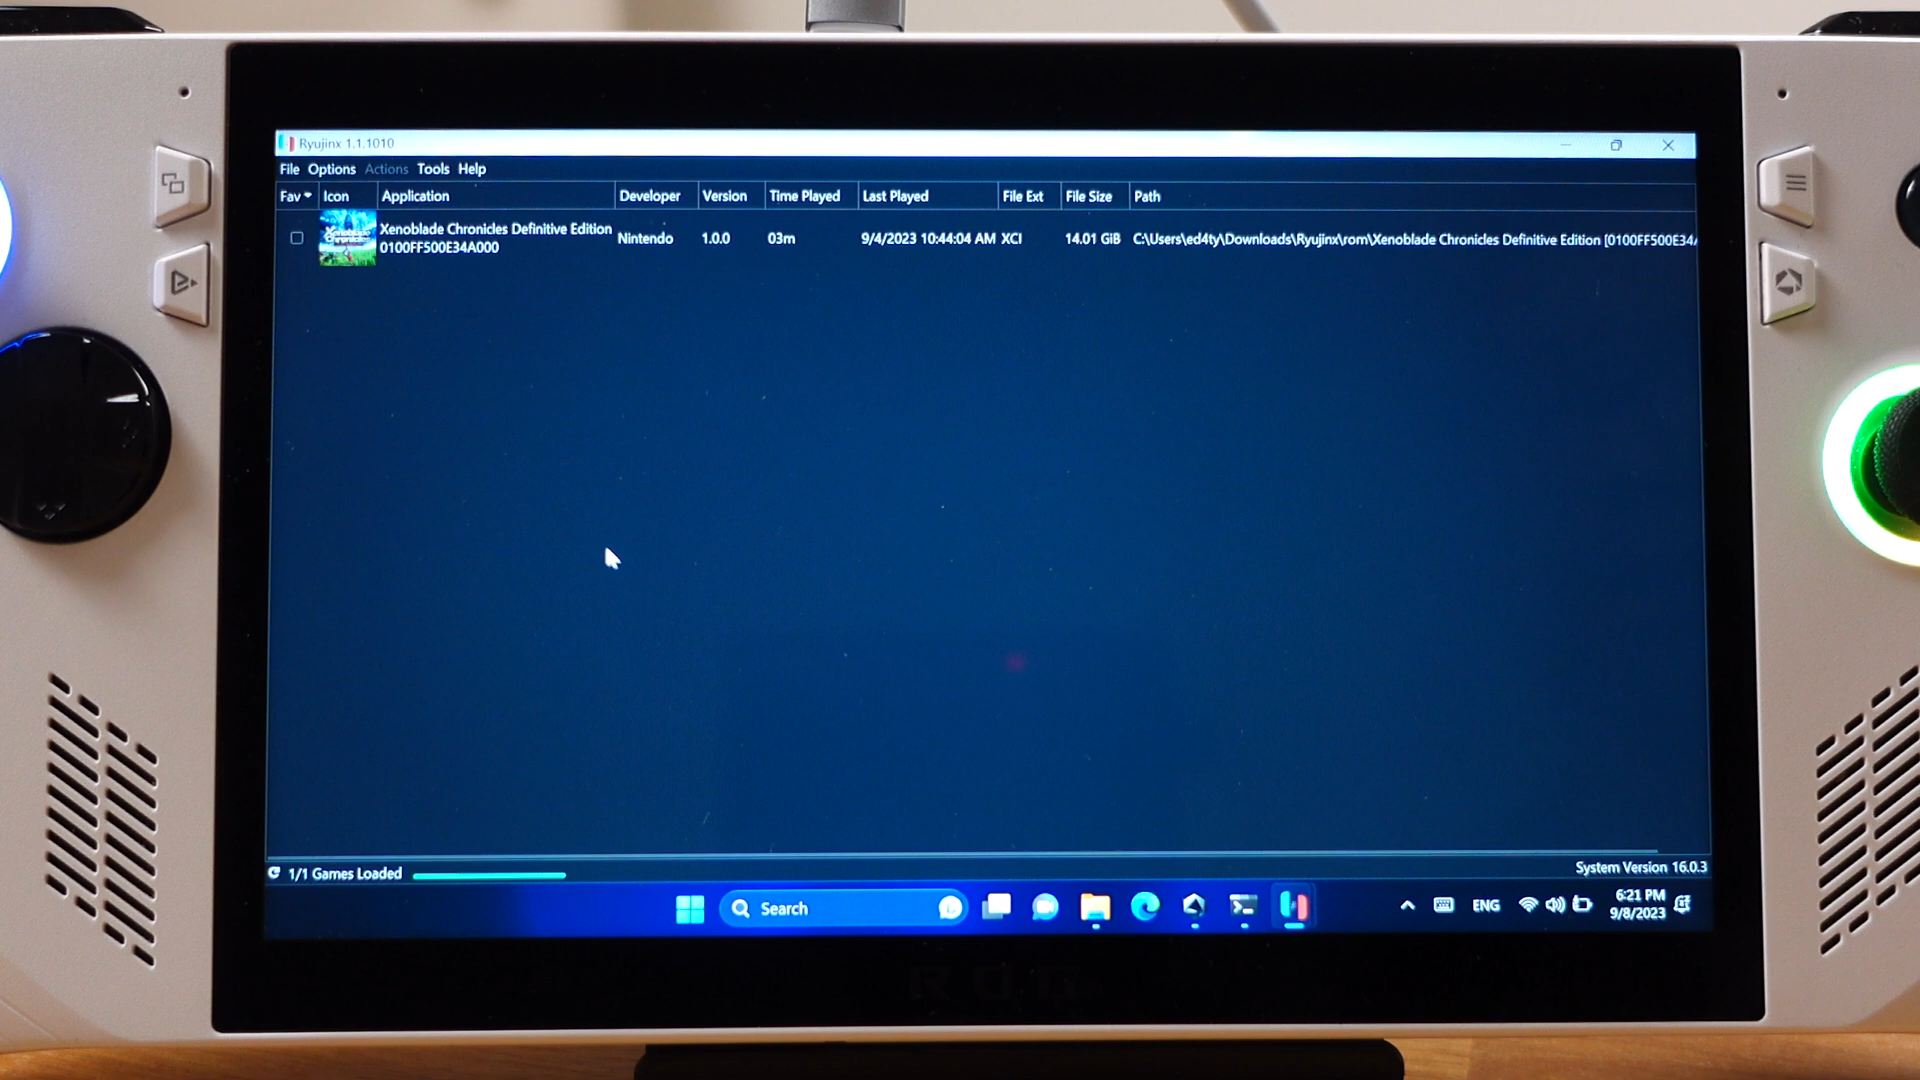 Ryujinx 1.1.1010
File Options Actions Tools Help
Fav Icon Application Developer Version Time Played Last Played File Ext File Size Path
Xenoblade Chronicles Definitive Edition
0100FF500E34A000
Nintendo 1.0.0 03m 9/4/2023 10:44:04 AM XCI 14.01 GiB C:\Users\ed4ty\Downloads\Ryujinx\rom\Xenoblade Chronicles Definitive Edition [0100FF500E34A
1/1 Games Loaded
System Version 16.0.3
Search
ENG
6:21 PM
9/8/2023
ROG